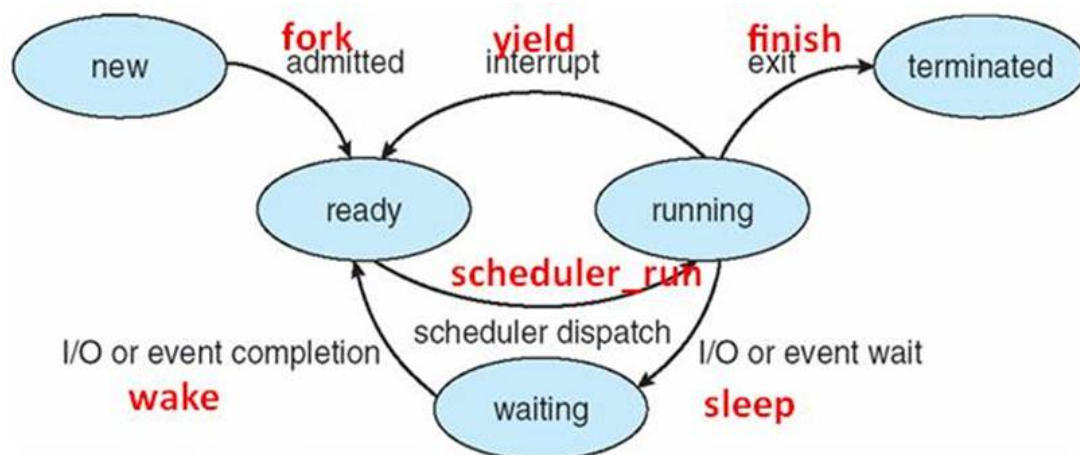 fork
yield
finish
new
admitted
interrupt
exit
terminated
ready
running
scheduler_run
scheduler dispatch
I/O or event completion
I/O or event wait
wake
waiting
sleep